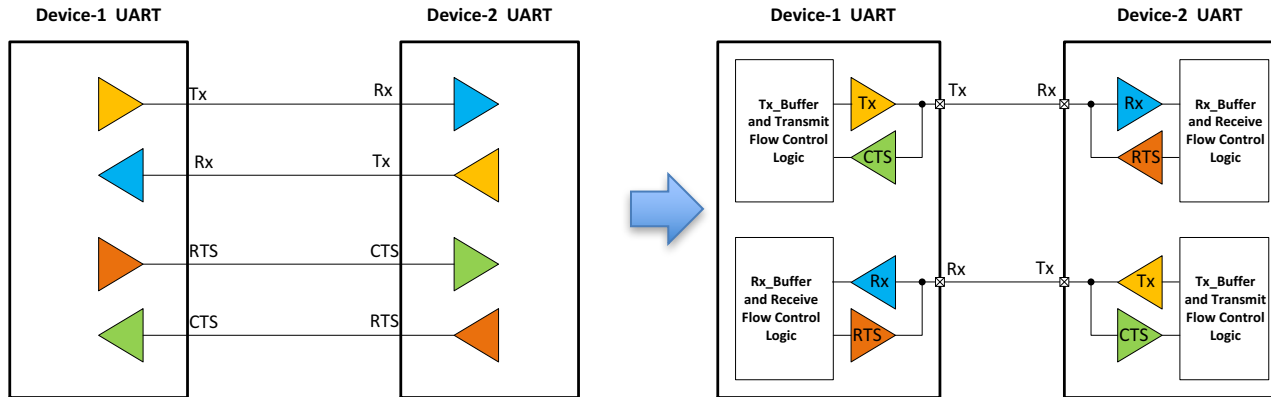 Device-1 UART
Device-2 UART
Tx
Rx
Rx
Tx
RTS
CTS
CTS
RTS
Device-1 UART
Device-2 UART
Tx_Buffer
and Transmit
Flow Control
Logic
Tx
CTS
Tx
Rx
Rx
RTS
Rx_Buffer
and Receive
Flow Control
Logic
Rx_Buffer
and Receive
Flow Control
Logic
Rx
RTS
Rx
Tx
Tx
CTS
Tx_Buffer
and Transmit
Flow Control
Logic